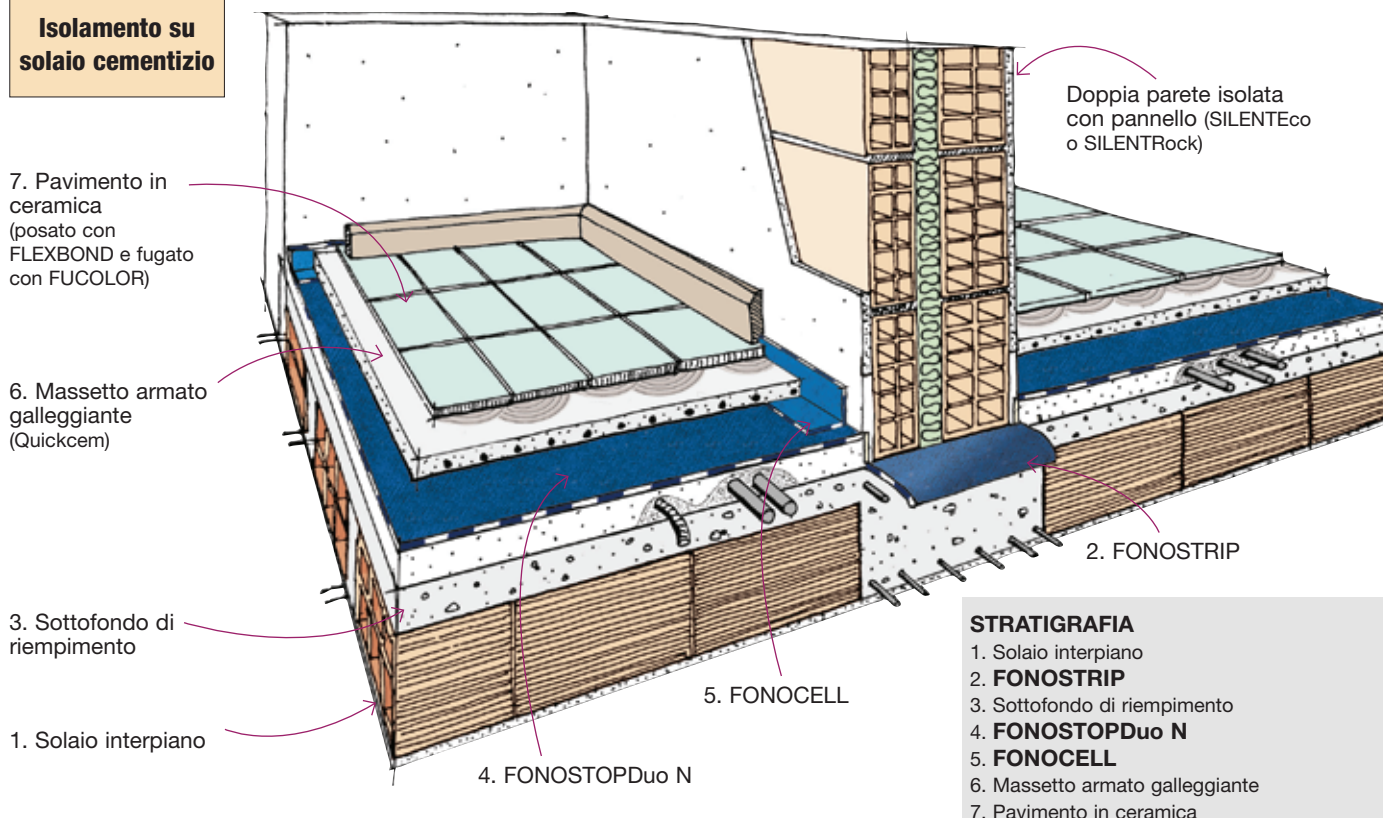 Isolamento su
solaio cementizio
Doppia parete isolata
con pannello (SILENTEco
o SILENTRock)
7. Pavimento in
ceramica
(posato con
FLEXBOND e fugato
con FUCOLOR)
6. Massetto armato
galleggiante
(Quickcem)
2. FONOSTRIP
3. Sottofondo di
riempimento
5. FONOCELL
1. Solaio interpiano
4. FONOSTOPDuo N
STRATIGRAFIA
1. Solaio interpiano
2. FONOSTRIP
3. Sottofondo di riempimento
4. FONOSTOPDuo N
5. FONOCELL
6. Massetto armato galleggiante
7. Pavimento in ceramica